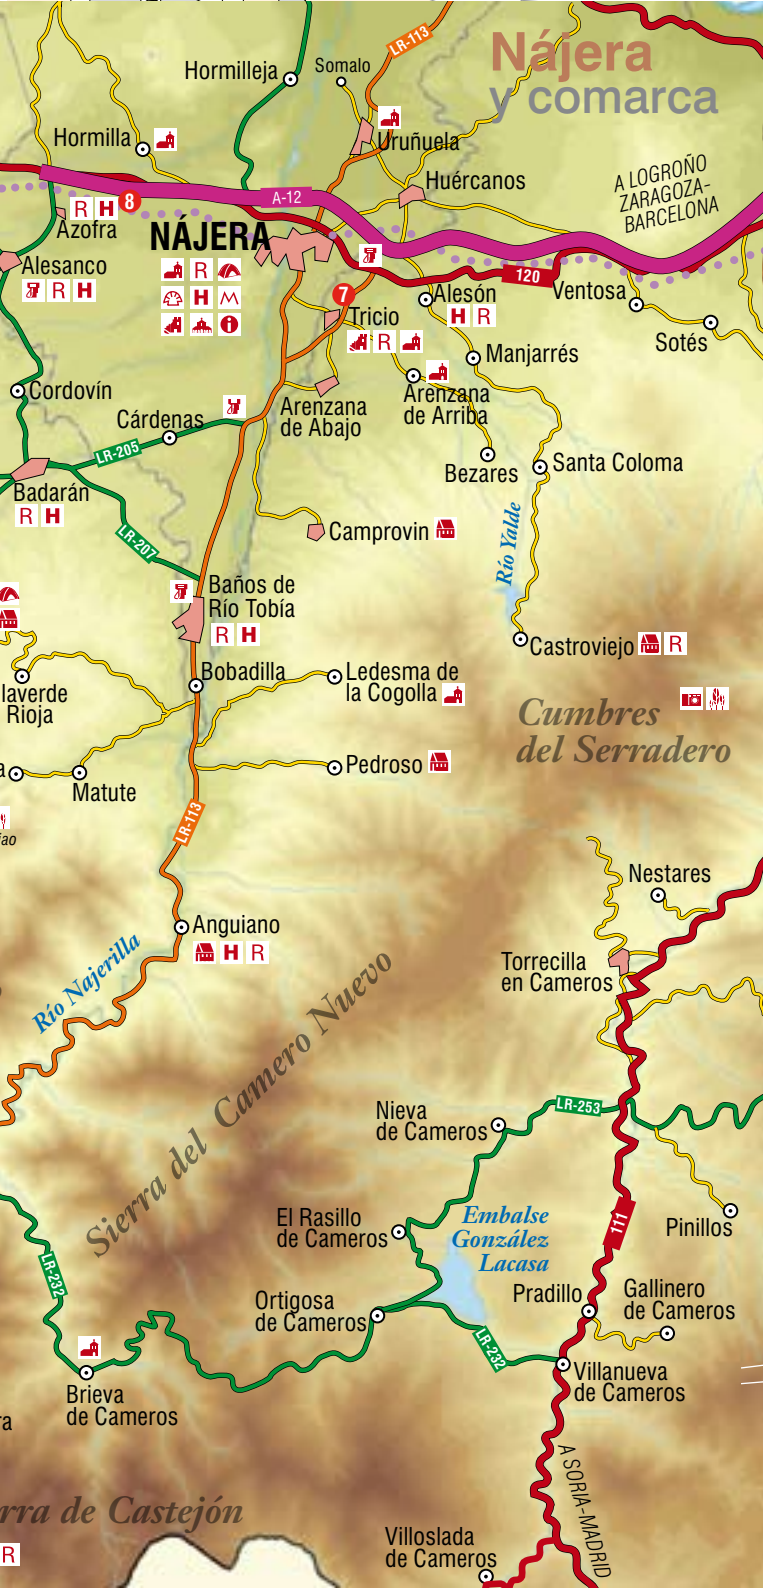 LR-113
Nájera
y comarca
Hormilleja
Somalo
Hormilla
Uruñuela
Huércanos
A LOGROÑO
ZARAGOZA-
BARCELONA
A-12
R H 8
Azofra
NÁJERA
R
H
i
Alesanco
R H
120
7
Tricio
R
Alesón
H R
Ventosa
Sotés
Manjarrés
Cordovín
Cárdenas
Arenzana
de Abajo
Arenzana
de Arriba
LR-205
Bezares
Santa Coloma
Badarán
R H
Río Yalde
Camprovin
LR-207
Baños de
Río Tobía
R H
Castroviejo
R
Bobadilla
Ledesma de
la Cogolla
laverde
Rioja
Cumbres
del Serradero
a
Matute
Pedroso
LR-113
iao
Nestares
Anguiano
H R
Río Najerilla
Torrecilla
en Cameros
Sierra del Camero Nuevo
LR-253
Nieva
de Cameros
El Rasillo
de Cameros
Embalse
González
Lacasa
111
Pinillos
LR-232
Ortigosa
de Cameros
Pradillo
Gallinero
de Cameros
LR-232
Brieva
de Cameros
Villanueva
de Cameros
ra
A SORIA-MADRID
rra de Castejón
R
Villoslada
de Cameros